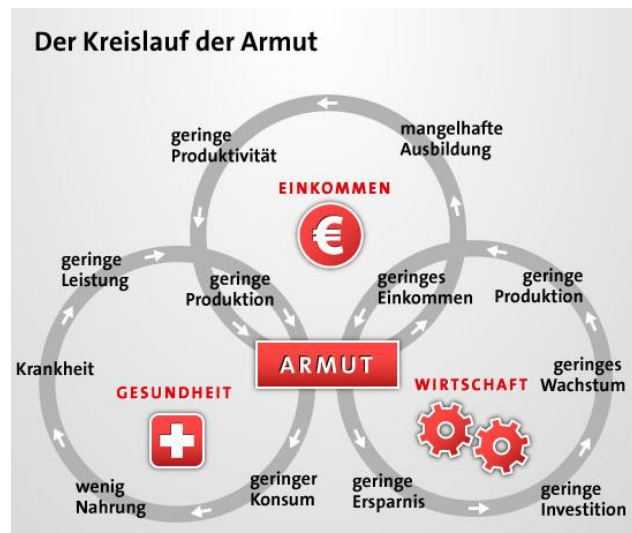 Der Kreislauf der Armut
geringe
Produktivität
mangelhafte
Ausbildung
EINKOMMEN
€
geringe
Leistung
geringe
Produktion
geringes
Einkommen
geringe
Produktion
ARMUT
Krankheit
GESUNDHEIT
WIRTSCHAFT
geringes
Wachstum
wenig
Nahrung
geringer
Konsum
geringe
Ersparnis
geringe
Investition